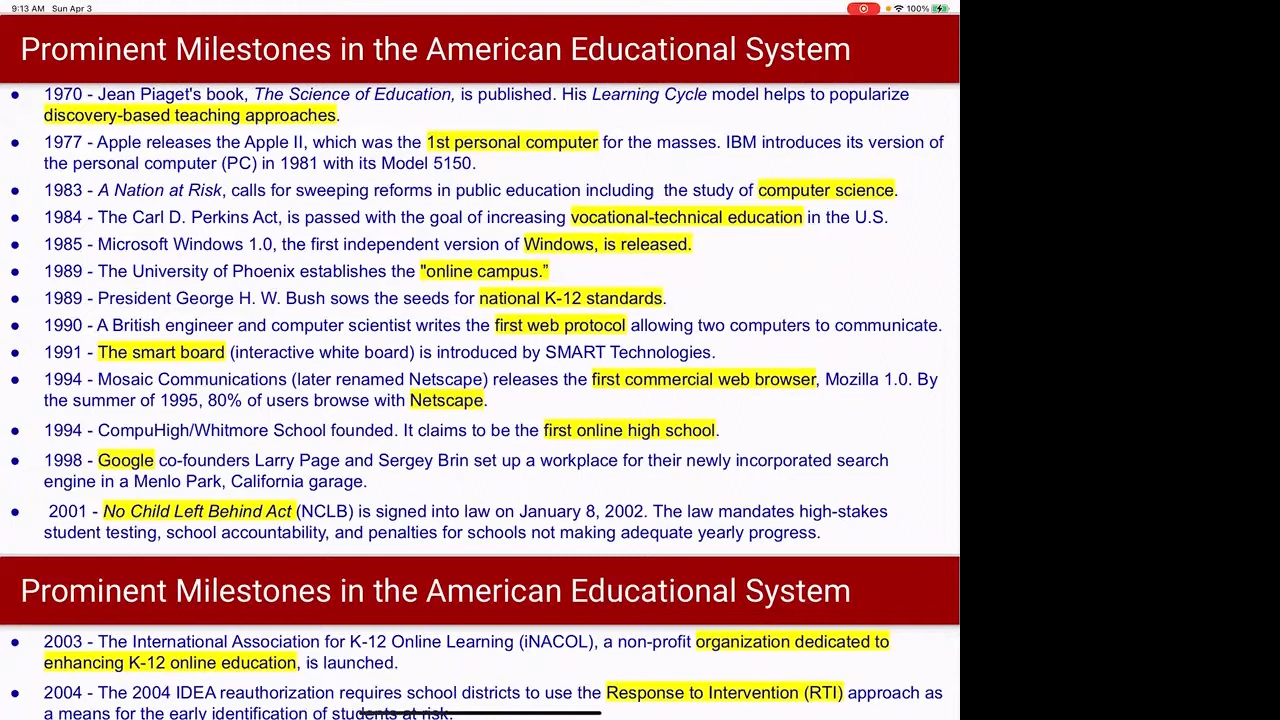 9:13 AM Sun Apr 3
100%
Prominent Milestones in the American Educational System
● 1970 - Jean Piaget's book, The Science of Education, is published. His Learning Cycle model helps to popularize
discovery-based teaching approaches.
● 1977 - Apple releases the Apple II, which was the 1st personal computer for the masses. IBM introduces its version of
the personal computer (PC) in 1981 with its Model 5150.
● 1983 - A Nation at Risk, calls for sweeping reforms in public education including  the study of computer science.
● 1984 - The Carl D. Perkins Act, is passed with the goal of increasing vocational-technical education in the U.S.
● 1985 - Microsoft Windows 1.0, the first independent version of Windows, is released.
● 1989 - The University of Phoenix establishes the "online campus.”
● 1989 - President George H. W. Bush sows the seeds for national K-12 standards.
● 1990 - A British engineer and computer scientist writes the first web protocol allowing two computers to communicate.
● 1991 - The smart board (interactive white board) is introduced by SMART Technologies.
● 1994 - Mosaic Communications (later renamed Netscape) releases the first commercial web browser, Mozilla 1.0. By
the summer of 1995, 80% of users browse with Netscape.
● 1994 - CompuHigh/Whitmore School founded. It claims to be the first online high school.
● 1998 - Google co-founders Larry Page and Sergey Brin set up a workplace for their newly incorporated search
engine in a Menlo Park, California garage.
● 2001 - No Child Left Behind Act (NCLB) is signed into law on January 8, 2002. The law mandates high-stakes
student testing, school accountability, and penalties for schools not making adequate yearly progress.
Prominent Milestones in the American Educational System
● 2003 - The International Association for K-12 Online Learning (iNACOL), a non-profit organization dedicated to
enhancing K-12 online education, is launched.
● 2004 - The 2004 IDEA reauthorization requires school districts to use the Response to Intervention (RTI) approach as
a means for the early identification of students at risk.